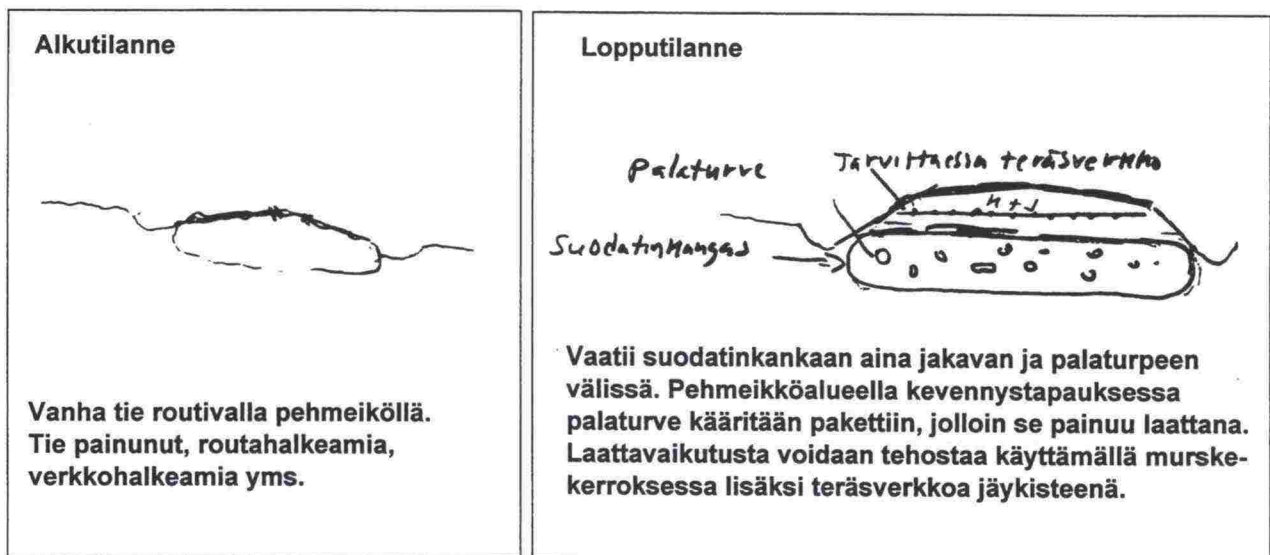 Alkutilanne
Vanha tie routivalla pehmeiköllä.
Tie painunut, routahalkeamia,
verkkohalkeamia yms.
Lopputilanne
Palaturve
Tarvittaessa teräsverkko
Suodatinkangas
Vaatii suodatinkankaan aina jakavan ja palaturpeen
välissä. Pehmeikköalueella kevennystapauksessa
palaturve kääritään pakettiin, jolloin se painuu laattana.
Laattavaikutusta voidaan tehostaa käyttämällä murske-
kerroksessa lisäksi teräsverkkoa jäykisteenä.